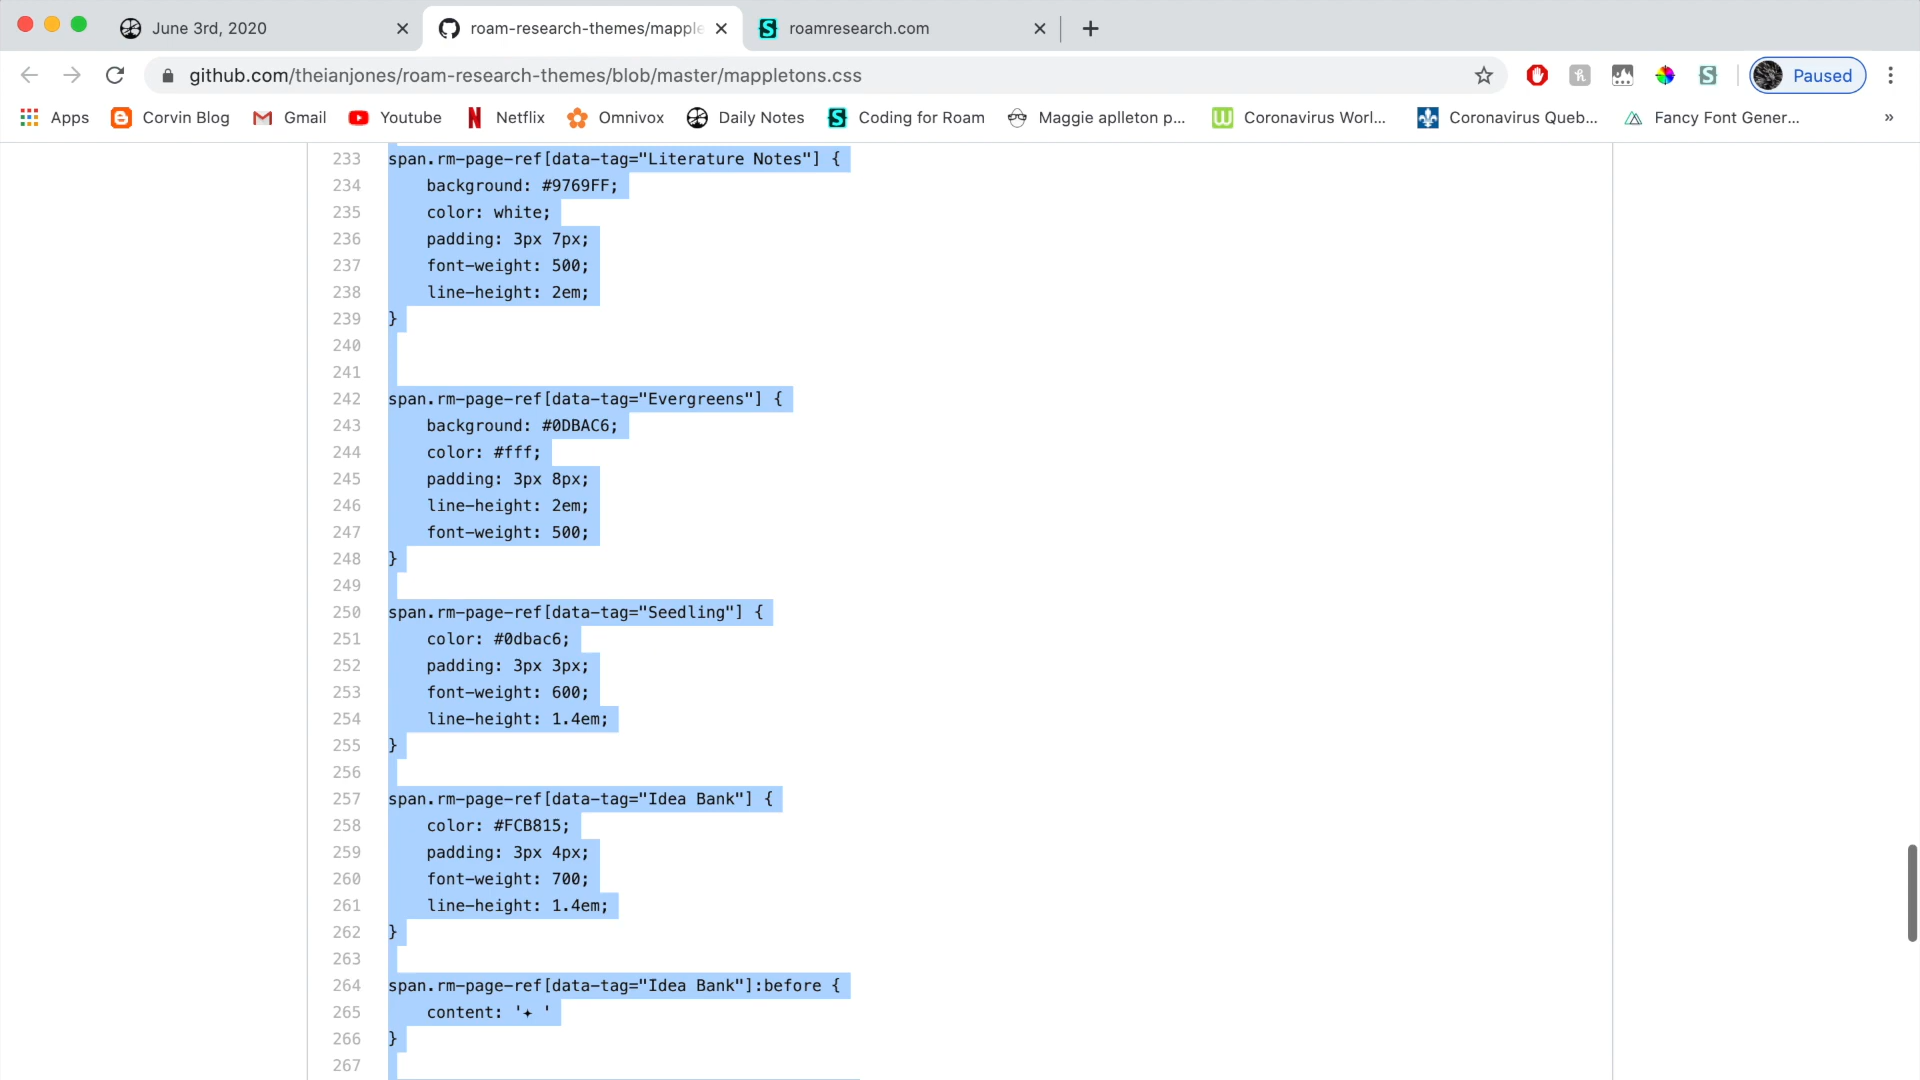 June 3rd, 2020
roam-research-themes/mapple
roamresearch.com
github.com/theianjones/roam-research-themes/blob/master/mappletons.css
Paused
Apps
Corvin Blog
Gmail
Youtube
Netflix
Omnivox
Daily Notes
Coding for Roam
Maggie aplleton p...
Coronavirus Worl...
Coronavirus Queb...
Fancy Font Gener...
»
233 span.rm-page-ref[data-tag="Literature Notes"] {
234 background: #9769FF;
235 color: white;
236 padding: 3px 7px;
237 font-weight: 500;
238 line-height: 2em;
239 }
240
241
242 span.rm-page-ref[data-tag="Evergreens"] {
243 background: #0DBAC6;
244 color: #fff;
245 padding: 3px 8px;
246 line-height: 2em;
247 font-weight: 500;
248 }
249
250 span.rm-page-ref[data-tag="Seedling"] {
251 color: #0dbac6;
252 padding: 3px 3px;
253 font-weight: 600;
254 line-height: 1.4em;
255 }
256
257 span.rm-page-ref[data-tag="Idea Bank"] {
258 color: #FCB815;
259 padding: 3px 4px;
260 font-weight: 700;
261 line-height: 1.4em;
262 }
263
264 span.rm-page-ref[data-tag="Idea Bank"]:before {
265 content: '✦ '
266 }
267